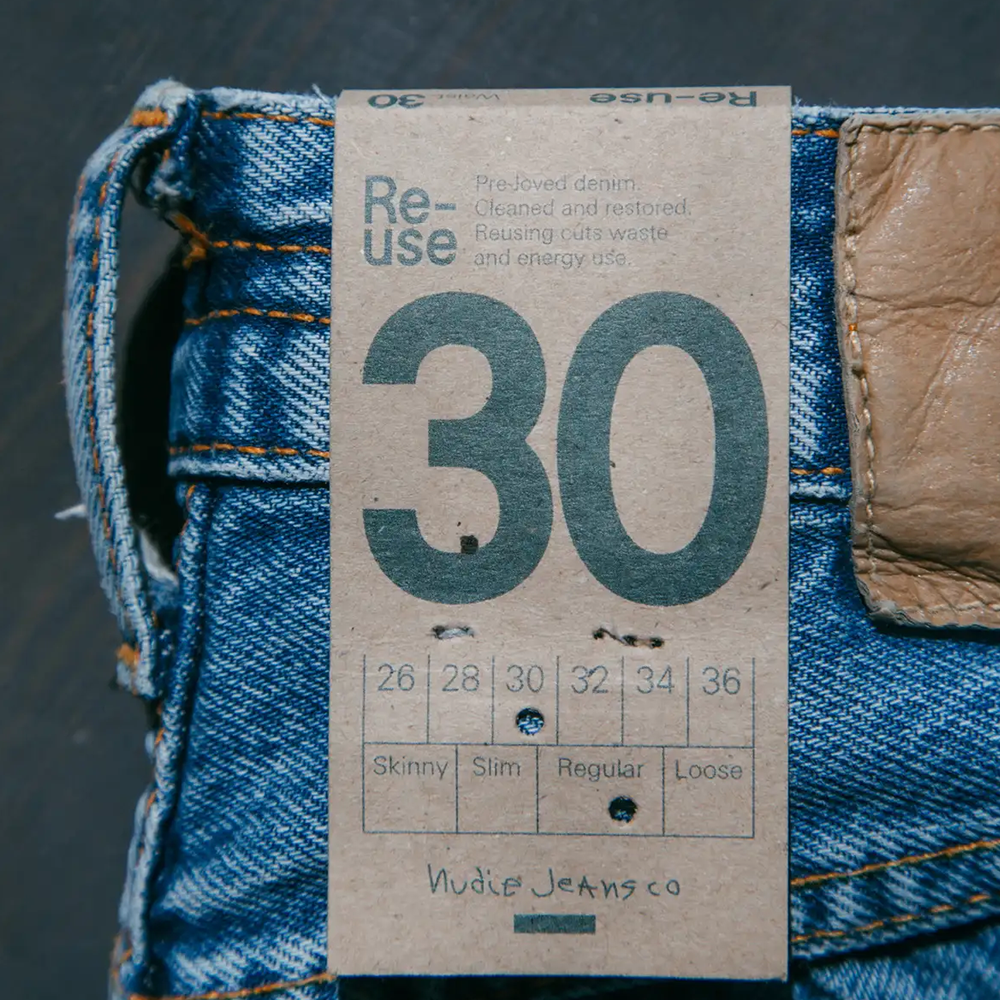 Re-use Waist 30
Re-
use
Pre-loved denim.
Cleaned and restored.
Reusing cuts waste
and energy use.
30
26 28 30 32 34 36
Skinny Slim Regular Loose
Nudie Jeans co